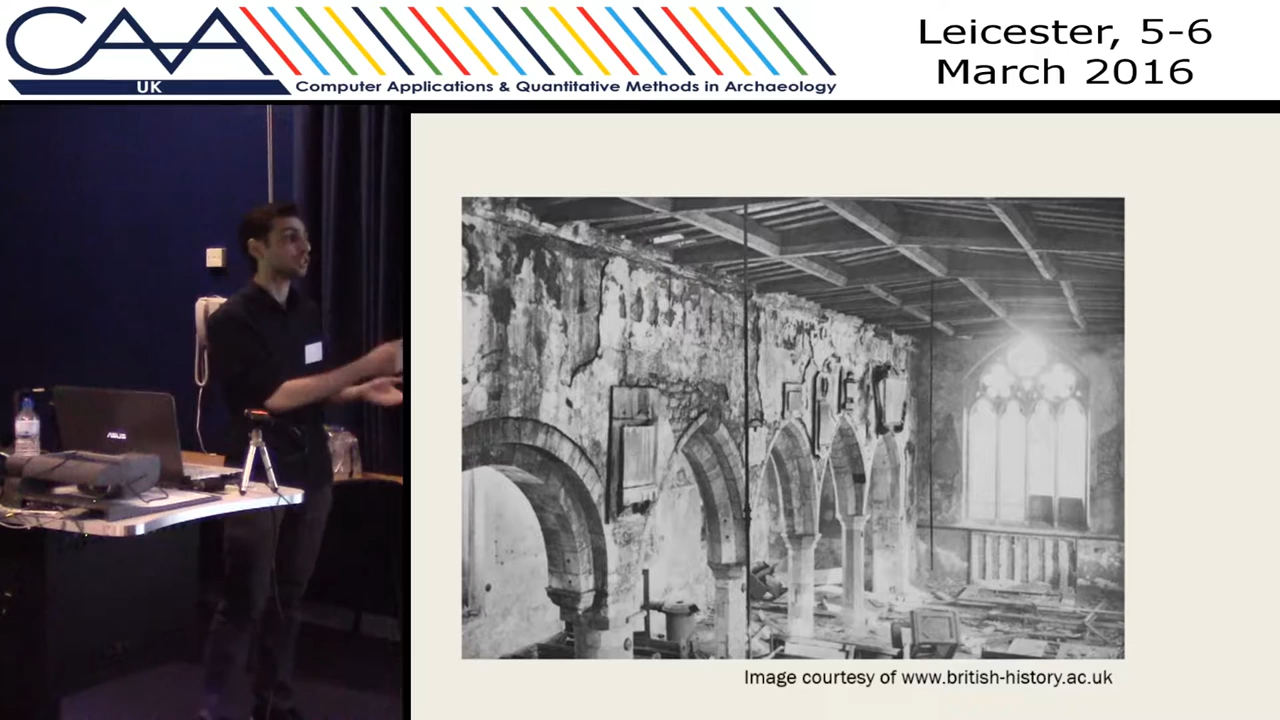 CAA
UK
Computer Applications & Quantitative Methods in Archaeology
Leicester, 5-6
March 2016
ASUS
Image courtesy of www.british-history.ac.uk